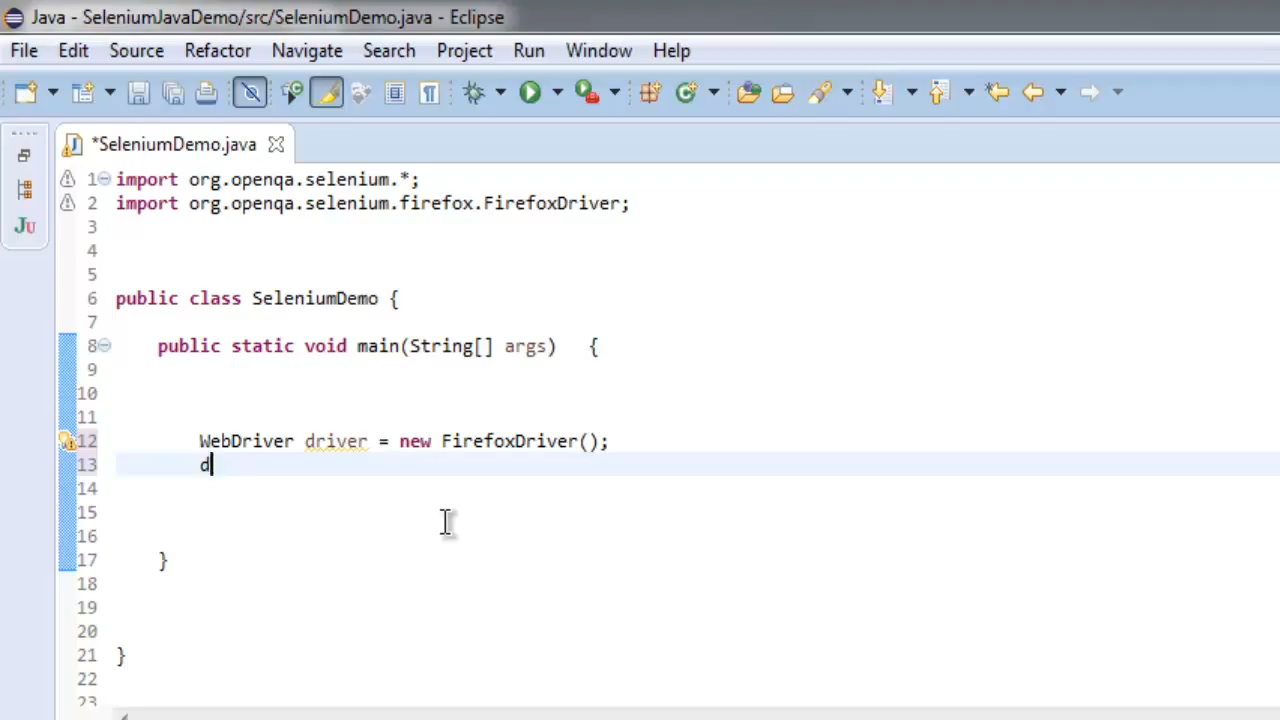 Java - SeleniumJavaDemo/src/SeleniumDemo.java - Eclipse
File Edit Source Refactor Navigate Search Project Run Window Help
*SeleniumDemo.java
1 import org.openqa.selenium.*;
2 import org.openqa.selenium.firefox.FirefoxDriver;
3
4
5
6 public class SeleniumDemo {
7
8 public static void main(String[] args) {
9
10
11
12 WebDriver driver = new FirefoxDriver();
13 d
14
15
16
17 }
18
19
20
21 }
22
23